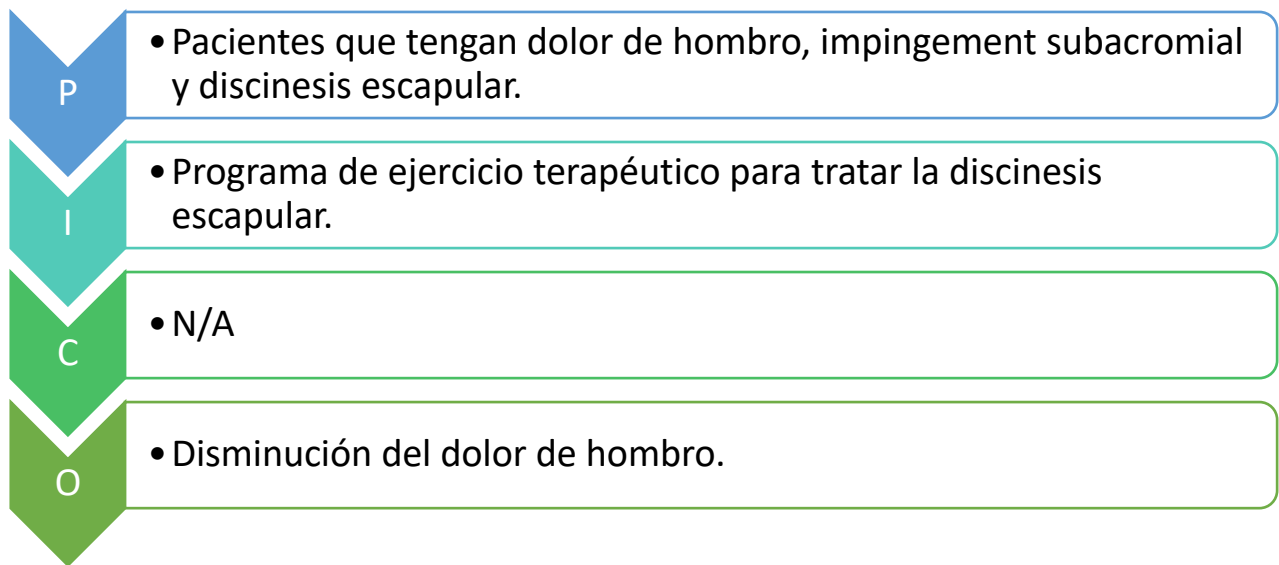 P
• Pacientes que tengan dolor de hombro, impingement subacromial
y discinesis escapular.
I
• Programa de ejercicio terapéutico para tratar la discinesis
escapular.
C
• N/A
O
• Disminución del dolor de hombro.